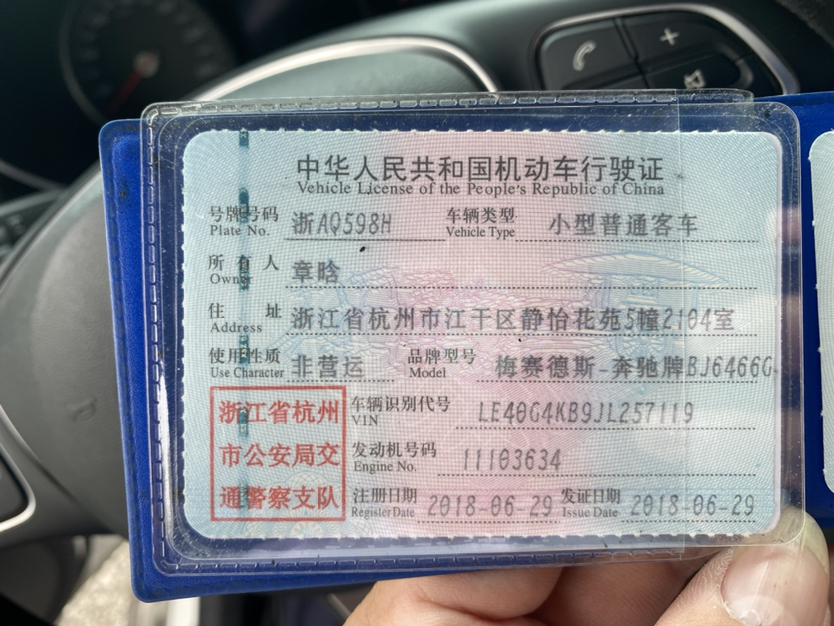 中华人民共和国机动车行驶证
Vehicle License of the People's Republic of China
号牌号码 浙AQ598H 车辆类型 小型普通客车
Plate No. Vehicle Type
所有人 章晗
Owner
住址 浙江省杭州市江干区静怡花苑5幢2104室
Address
使用性质 非营运 品牌型号 梅赛德斯-奔驰牌BJ6466G
Use Character Model
浙江省杭州
市公安局交
通警察支队
车辆识别代号 LE40G4KB9JL257119
VIN
发动机号码 11103634
Engine No.
注册日期 2018-06-29 发证日期 2018-06-29
Register Date Issue Date